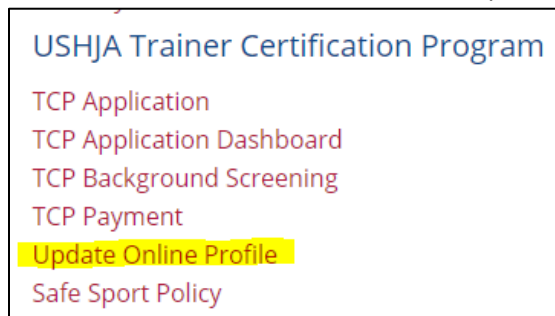 USHJA Trainer Certification Program
TCP Application
TCP Application Dashboard
TCP Background Screening
TCP Payment
Update Online Profile
Safe Sport Policy